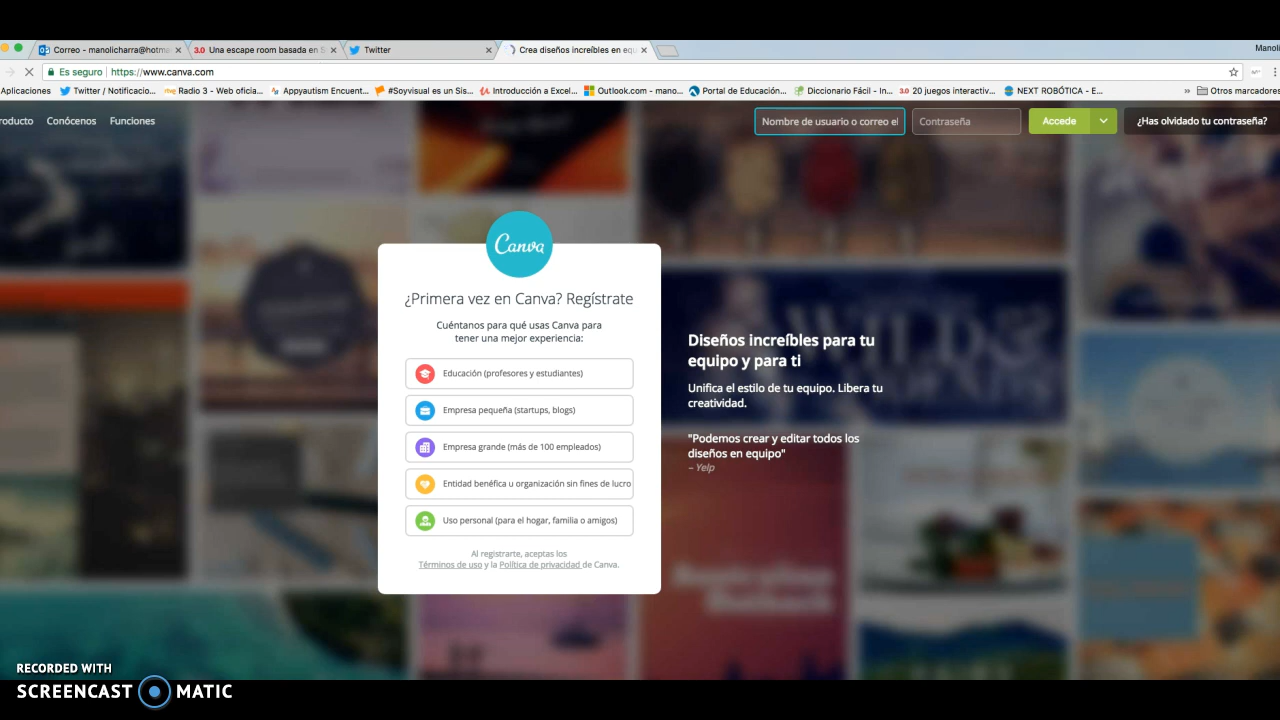 Correo - manolicharra@hotma
3.0 Una escape room basada en S
Twitter
Crea diseños increíbles en equ
Manoli
Es seguro | https://www.canva.com
Aplicaciones
Twitter / Notificacio...
rtve Radio 3 - Web oficia...
Appyautism Encuent...
#Soyvisual es un Sis...
Introducción a Excel...
Outlook.com - mano...
Portal de Educación...
Diccionario Fácil - In...
3.0 20 juegos interactiv...
NEXT ROBÓTICA - E...
» Otros marcadores
roducto Conócenos Funciones
Nombre de usuario o correo el
Contraseña
Accede
¿Has olvidado tu contraseña?
Canva
¿Primera vez en Canva? Regístrate
Cuéntanos para qué usas Canva para
tener una mejor experiencia:
Educación (profesores y estudiantes)
Empresa pequeña (startups, blogs)
Empresa grande (más de 100 empleados)
Entidad benéfica u organización sin fines de lucro
Uso personal (para el hogar, familia o amigos)
Al registrarte, aceptas los
Términos de uso y la Política de privacidad de Canva.
Diseños increíbles para tu
equipo y para ti
Unifica el estilo de tu equipo. Libera tu
creatividad.
"Podemos crear y editar todos los
diseños en equipo"
– Yelp
RECORDED WITH
SCREENCAST MATIC